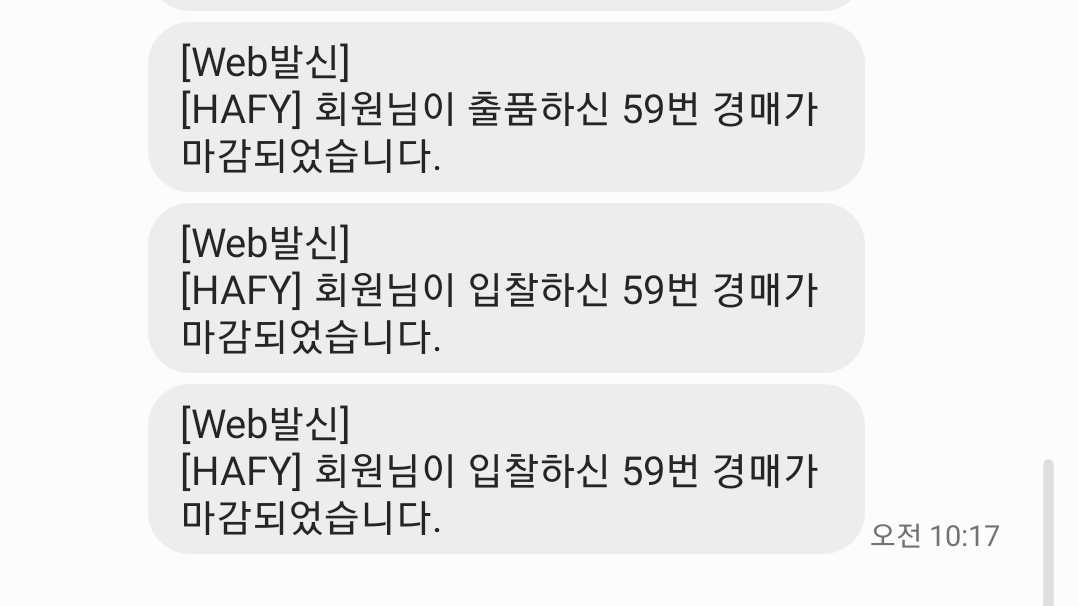 [Web발신]
[HAFY] 회원님이 출품하신 59번 경매가
마감되었습니다.
[Web발신]
[HAFY] 회원님이 입찰하신 59번 경매가
마감되었습니다.
[Web발신]
[HAFY] 회원님이 입찰하신 59번 경매가
마감되었습니다.
오전 10:17